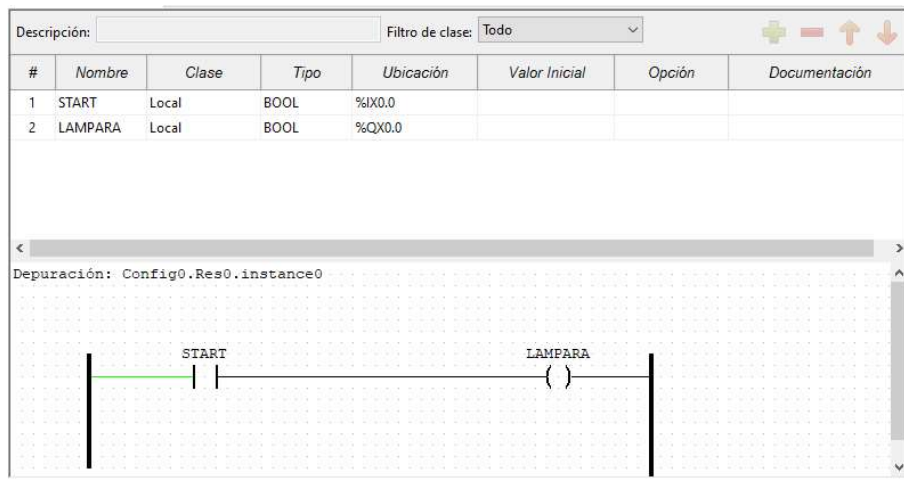 Descripción: Filtro de clase: Todo
# Nombre Clase Tipo Ubicación Valor Inicial Opción Documentación
1 START Local BOOL %IX0.0
2 LAMPARA Local BOOL %QX0.0
Depuración: Config0.Res0.instance0
START LAMPARA